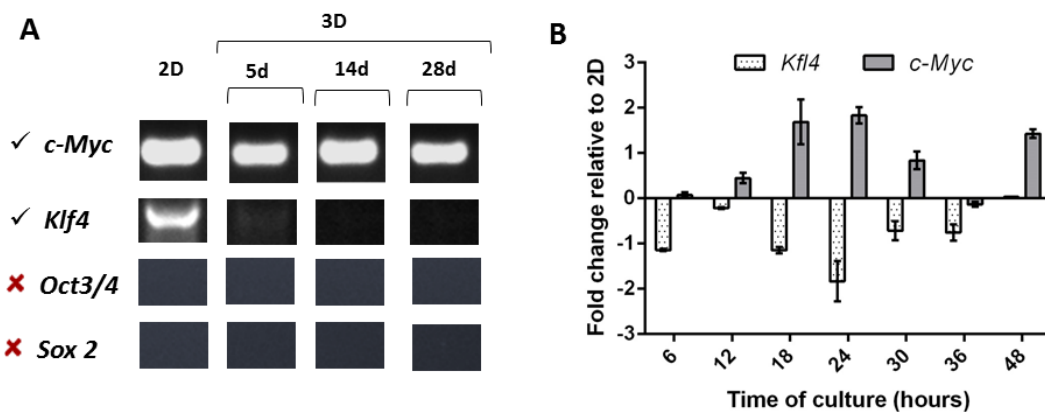 A
3D
2D
5d
14d
28d
✓ c-Myc
✓ Klf4
✘ Oct3/4
✘ Sox 2
B
Kfl4
c-Myc
Fold change relative to 2D
3
2
1
0
-1
-2
-3
6
12
18
24
30
36
48
Time of culture (hours)